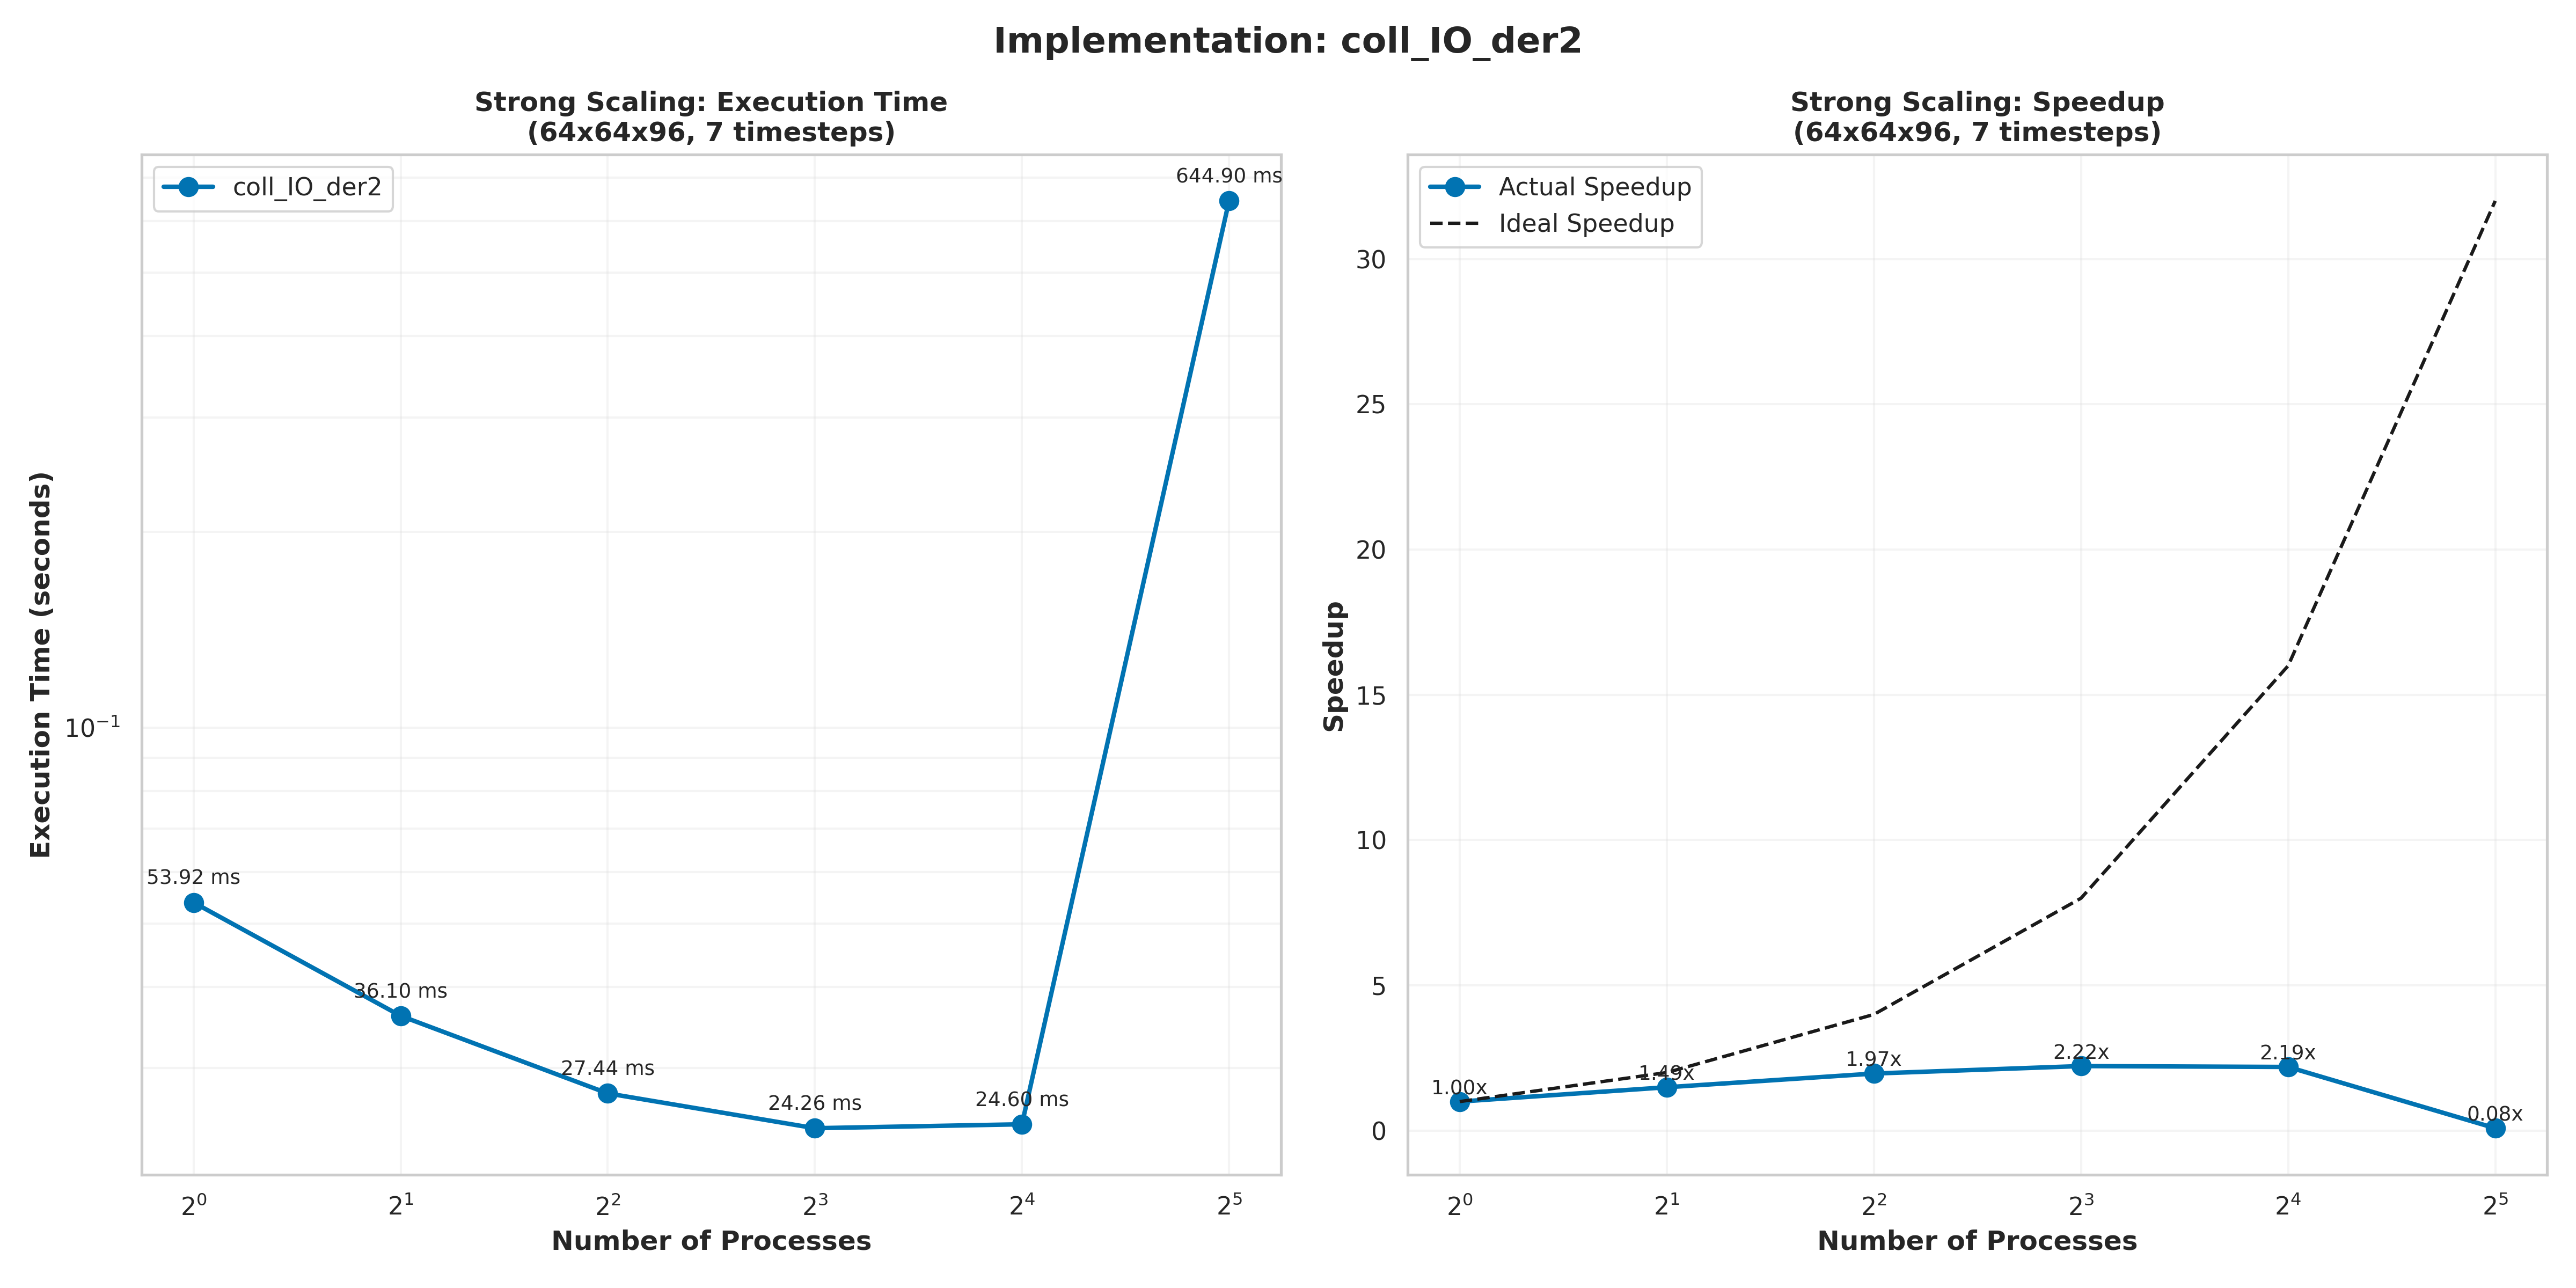 Implementation: coll_IO_der2
Strong Scaling: Execution Time
(64x64x96, 7 timesteps)
coll_IO_der2
644.90 ms
53.92 ms
36.10 ms
27.44 ms
24.26 ms
24.60 ms
10⁻¹
Execution Time (seconds)
2⁰ 2¹ 2² 2³ 2⁴ 2⁵
Number of Processes
Strong Scaling: Speedup
(64x64x96, 7 timesteps)
Actual Speedup
Ideal Speedup
30
25
20
15
10
5
0
Speedup
1.00x
1.49x
1.97x
2.22x
2.19x
0.08x
2⁰ 2¹ 2² 2³ 2⁴ 2⁵
Number of Processes